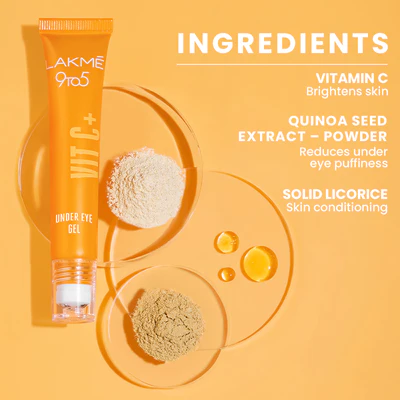 LAKMĒ
9TO5
VIT C+
UNDER EYE
GEL
INGREDIENTS
VITAMIN C
Brightens skin
QUINOA SEED
EXTRACT – POWDER
Reduces under
eye puffiness
SOLID LICORICE
Skin conditioning